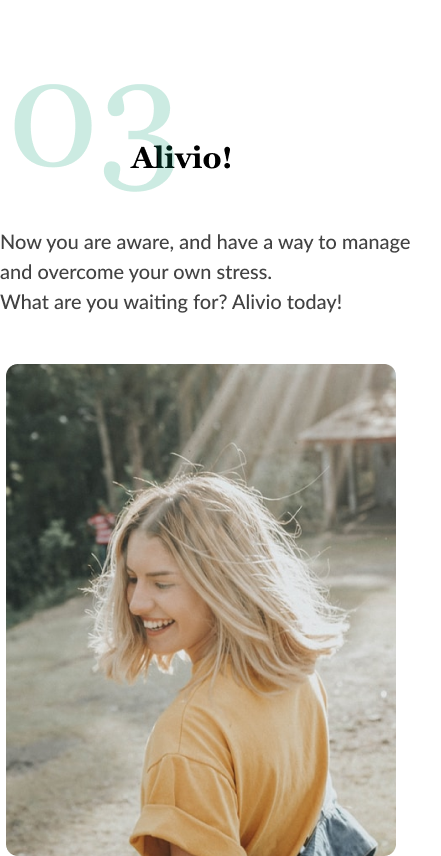 03
Alivio!
Now you are aware, and have a way to manage
and overcome your own stress.
What are you waiting for? Alivio today!